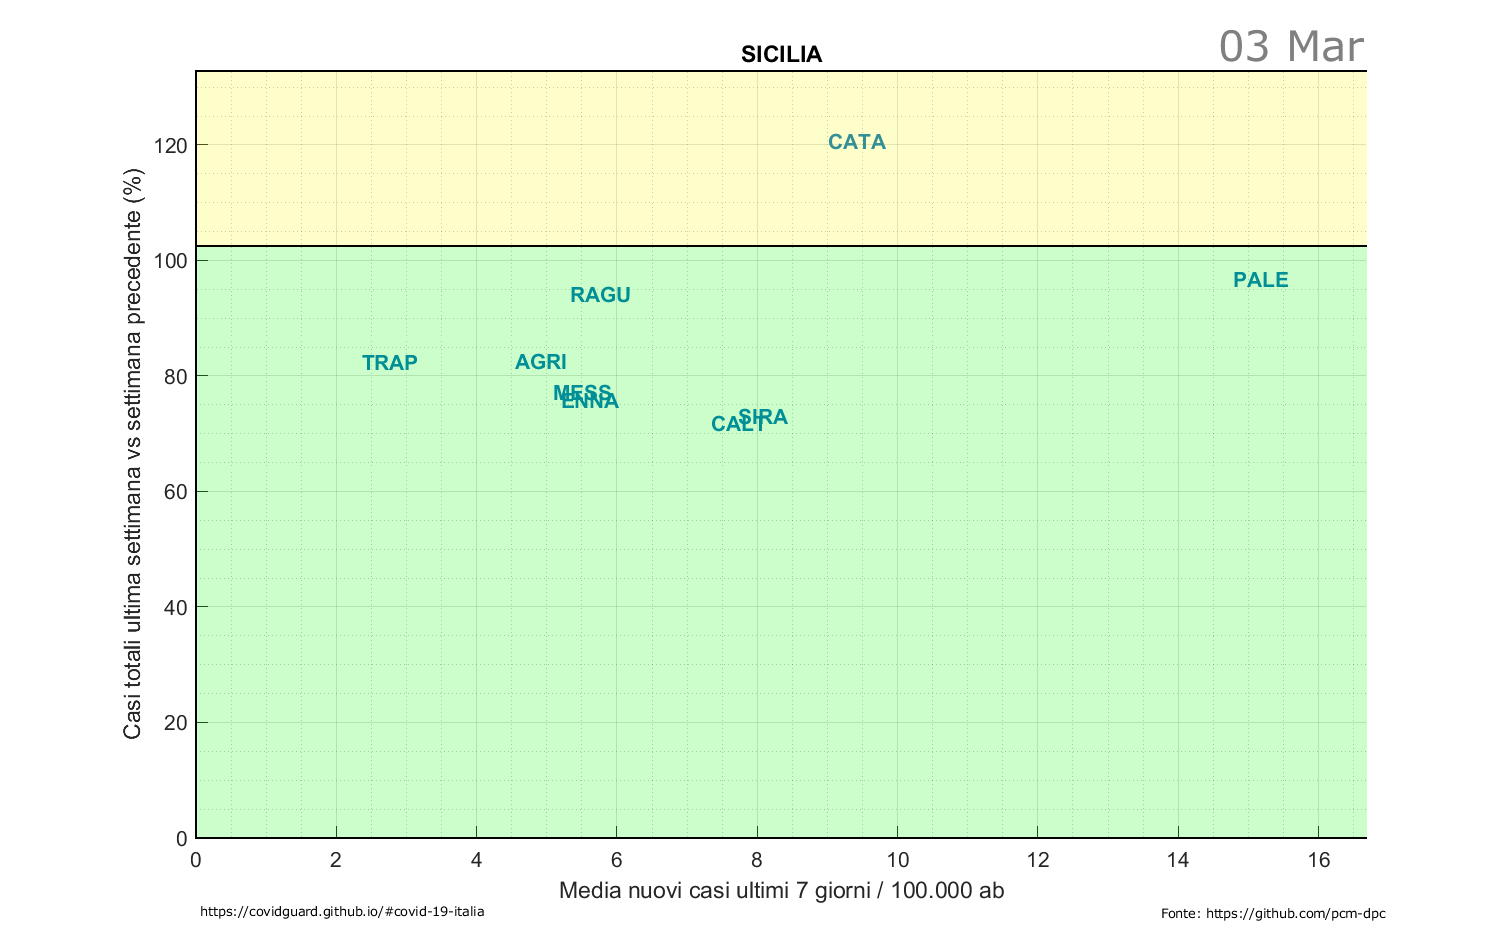 03 Mar
SICILIA
Casi totali ultima settimana vs settimana precedente (%)
120
100
80
60
40
20
0
CATA
PALE
RAGU
TRAP
AGRI
MESS
ENNA
SIRA
CALT
0 2 4 6 8 10 12 14 16
Media nuovi casi ultimi 7 giorni / 100.000 ab
https://covidguard.github.io/#covid-19-italia
Fonte: https://github.com/pcm-dpc